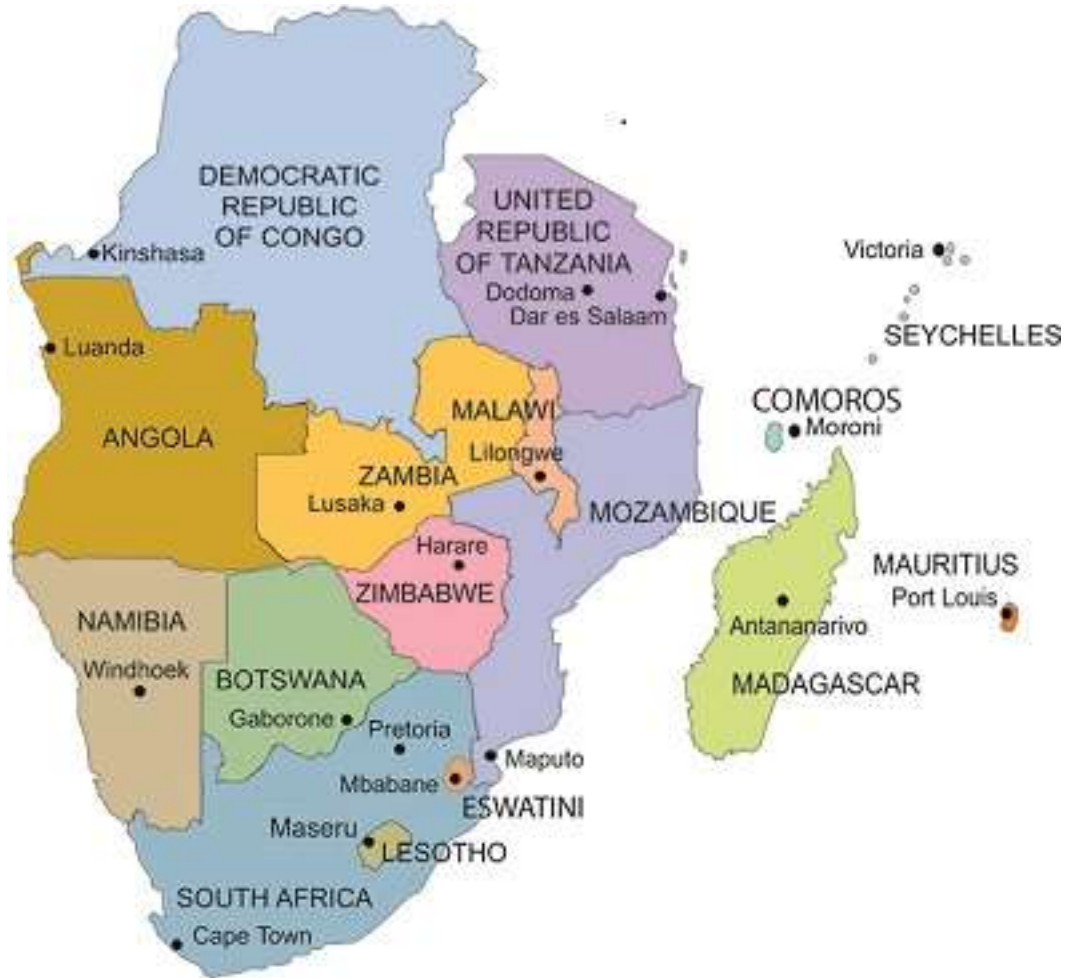 DEMOCRATIC
REPUBLIC
OF CONGO
Kinshasa
UNITED
REPUBLIC
OF TANZANIA
Dodoma
Dar es Salaam
Victoria
SEYCHELLES
Luanda
ANGOLA
MALAWI
Lilongwe
COMOROS
Moroni
ZAMBIA
Lusaka
MOZAMBIQUE
Harare
ZIMBABWE
MAURITIUS
Port Louis
Antananarivo
MADAGASCAR
NAMIBIA
Windhoek
BOTSWANA
Gaborone
Pretoria
Maputo
Mbabane
ESWATINI
Maseru
LESOTHO
SOUTH AFRICA
Cape Town